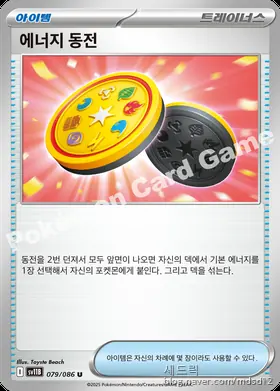 아이템
트레이너스
에너지 동전
Pokémon Card Game
동전을 2번 던져서 모두 앞면이 나오면 자신의 덱에서 기본 에너지를
1장 선택해서 자신의 포켓몬에게 붙인다. 그리고 덱을 섞는다.
Illus. Toyste Beach
I SV11B 079/086 U
아이템은 자신의 차례에 몇 장이라도 사용할 수 있다.
©2025 Pokémon/Nintendo/Creatures/GAME FREAK
세드릭